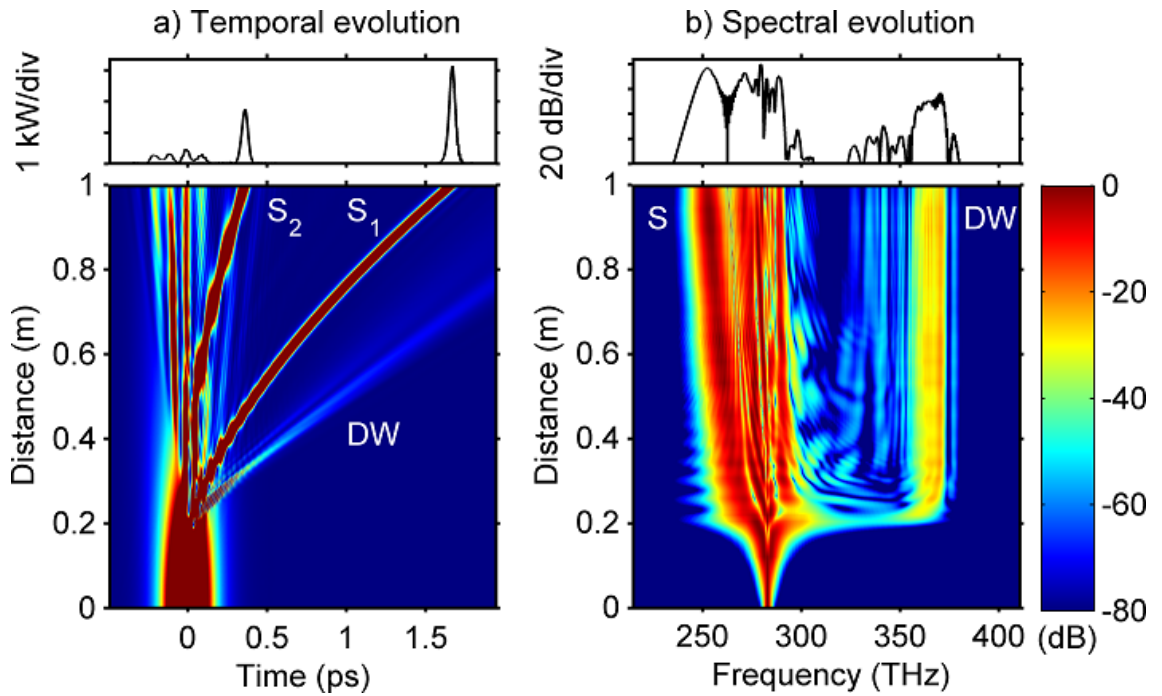 a) Temporal evolution
b) Spectral evolution
1 kW/div
20 dB/div
1
0.8
0.6
0.4
0.2
0
Distance (m)
S2
S1
DW
0
0.5
1
1.5
Time (ps)
1
0.8
0.6
0.4
0.2
0
Distance (m)
S
DW
250
300
350
400
Frequency (THz)
0
-20
-40
-60
-80
(dB)